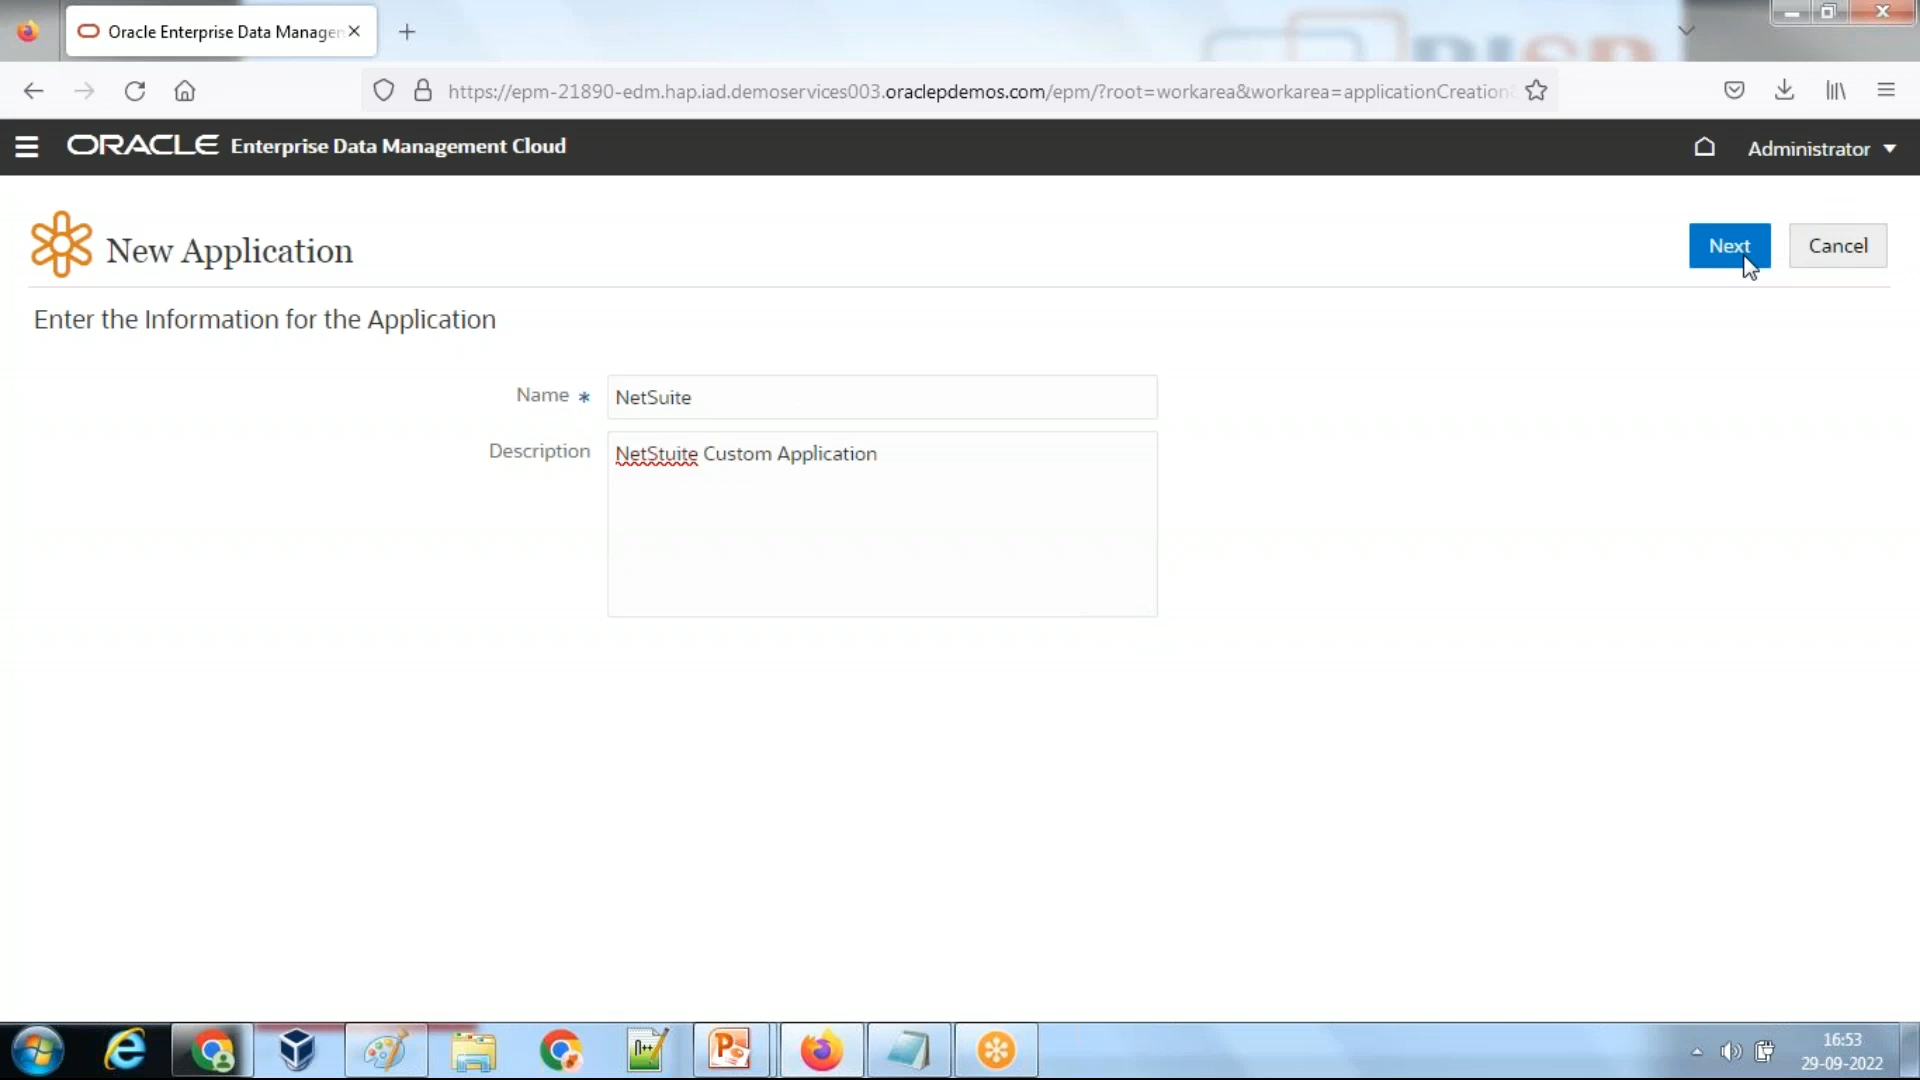 Oracle Enterprise Data Manager
https://epm-21890-edm.hap.iad.demoservices003.oraclepdemos.com/epm/?root=workarea&workarea=applicationCreation
ORACLE Enterprise Data Management Cloud
Administrator
New Application
Next
Cancel
Enter the Information for the Application
Name *
NetSuite
Description
NetStuite Custom Application
16:53
29-09-2022